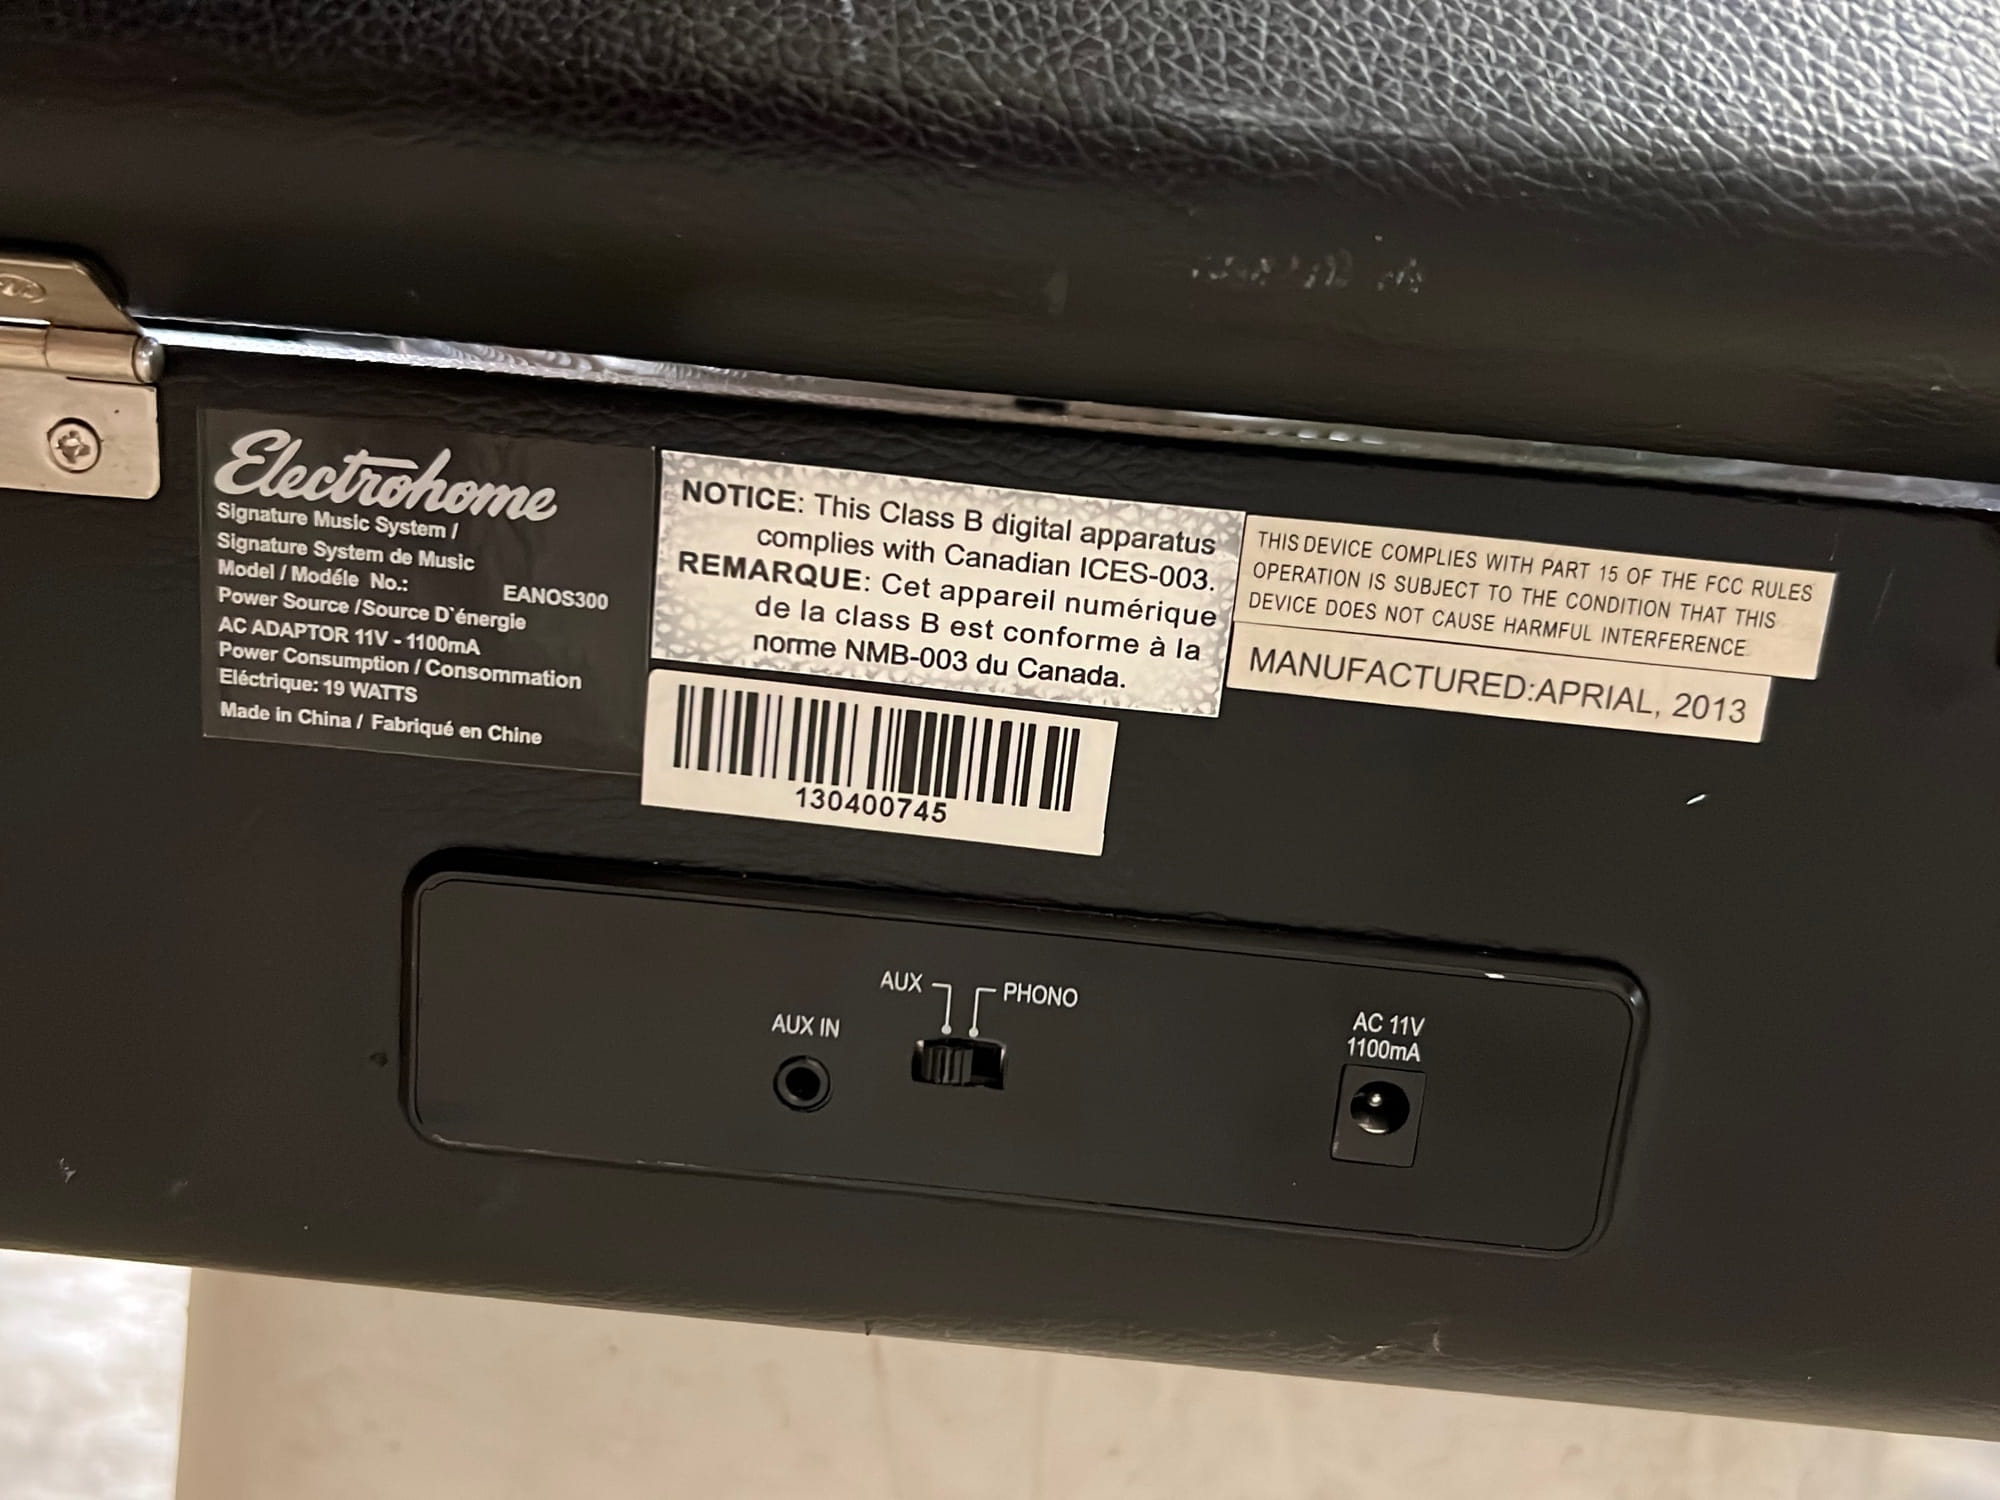 Electrohome
Signature Music System /
Signature System de Music
Model / Modéle No.: EANOS300
Power Source /Source D`énergie
AC ADAPTOR 11V - 1100mA
Power Consumption / Consommation
Eléctrique: 19 WATTS
Made in China / Fabriqué en Chine
NOTICE: This Class B digital apparatus
complies with Canadian ICES-003.
REMARQUE: Cet appareil numérique
de la class B est conforme à la
norme NMB-003 du Canada.
130400745
THIS DEVICE COMPLIES WITH PART 15 OF THE FCC RULES
OPERATION IS SUBJECT TO THE CONDITION THAT THIS
DEVICE DOES NOT CAUSE HARMFUL INTERFERENCE
MANUFACTURED:APRIAL, 2013
AUX PHONO
AUX IN
AC 11V
1100mA